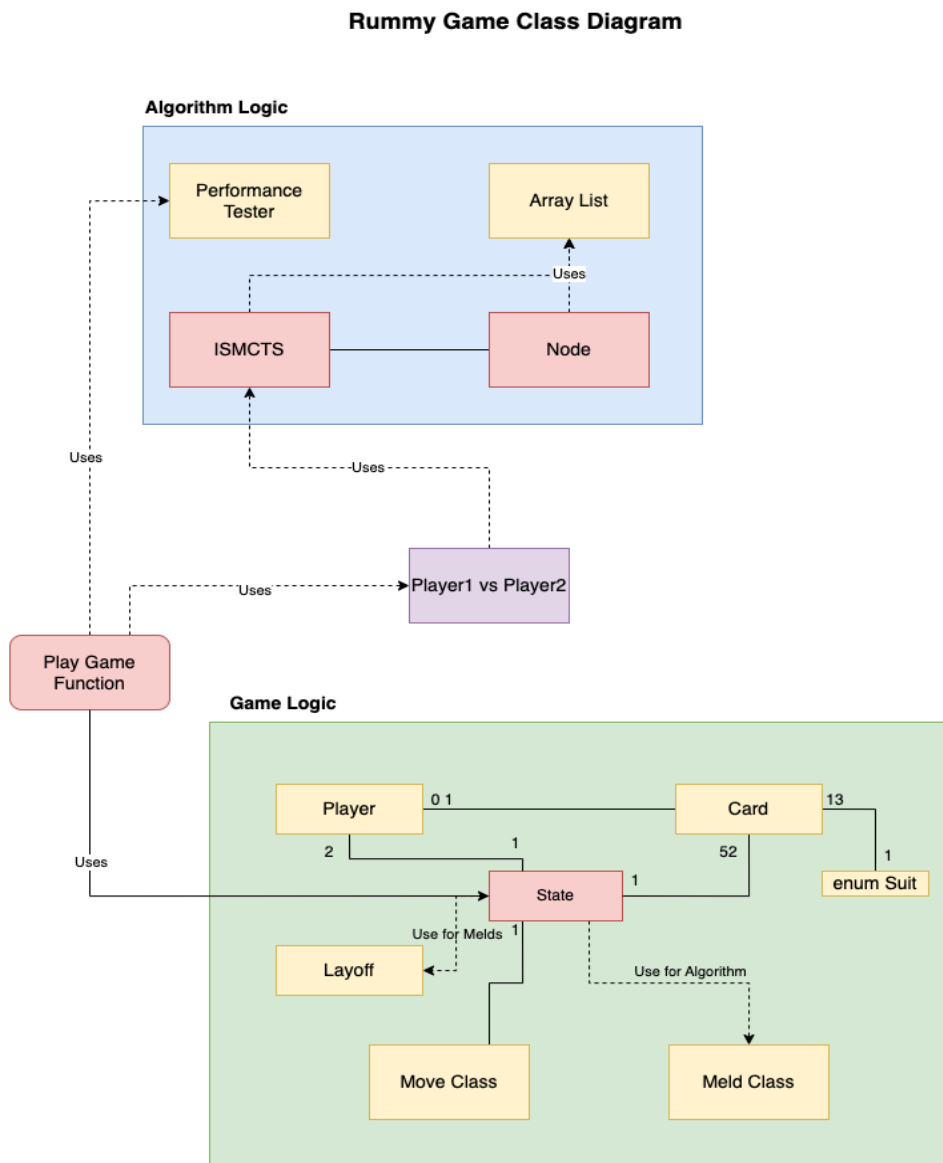 Rummy Game Class Diagram
Algorithm Logic
Performance
Tester
Array List
Uses
ISMCTS
Node
Uses
Uses
Player1 vs Player2
Uses
Play Game
Function
Game Logic
Player
0 1
Card
13
2
1
52
1
enum Suit
Uses
State
1
Use for Melds
1
Layoff
Use for Algorithm
Move Class
Meld Class